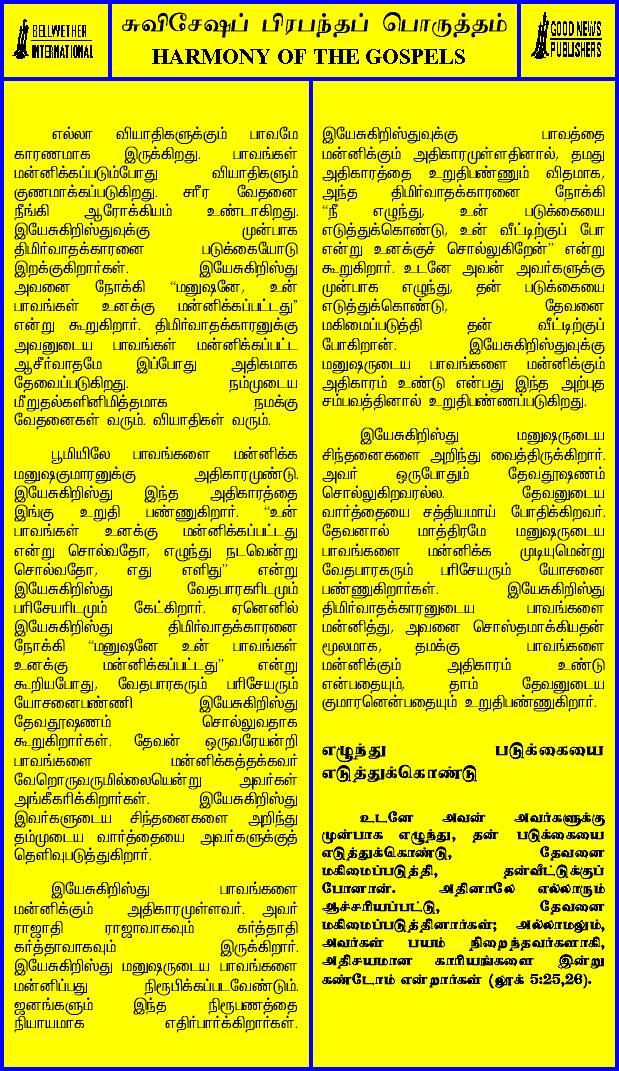 BELLWETHER
INTERNATIONAL
சுவிசேஷப் பிரபந்தப் பொருத்தம்
HARMONY OF THE GOSPELS
GOOD NEWS
PUBLISHERS
எல்லா வியாதிகளுக்கும் பாவமே
காரணமாக இருக்கிறது. பாவங்கள்
மன்னிக்கப்படும்போது வியாதிகளும்
குணமாக்கப்படுகிறது. சரீர வேதனை
நீங்கி ஆரோக்கியம் உண்டாகிறது.
இயேசுகிறிஸ்துவுக்கு முன்பாக
திமிர்வாதக்காரனை படுக்கையோடு
இறக்குகிறார்கள். இயேசுகிறிஸ்து
அவனை நோக்கி “மனுஷனே, உன்
பாவங்கள் உனக்கு மன்னிக்கப்பட்டது”
என்று கூறுகிறார். திமிர்வாதக்காரனுக்கு
அவனுடைய பாவங்கள் மன்னிக்கப்பட்ட
ஆசீர்வாதமே இப்போது அதிகமாக
தேவைப்படுகிறது. நம்முடைய
மீறுதல்களினிமித்தமாக நமக்கு
வேதனைகள் வரும். வியாதிகள் வரும்.
பூமியிலே பாவங்களை மன்னிக்க
மனுஷகுமாரனுக்கு அதிகாரமுண்டு.
இயேசுகிறிஸ்து இந்த அதிகாரத்தை
இங்கு உறுதி பண்ணுகிறார். “உன்
பாவங்கள் உனக்கு மன்னிக்கப்பட்டது
என்று சொல்வதோ, எழுந்து நடவென்று
சொல்வதோ, எது எளிது” என்று
இயேசுகிறிஸ்து வேதபாரகரிடமும்
பரிசேயரிடமும் கேட்கிறார். ஏனெனில்
இயேசுகிறிஸ்து திமிர்வாதக்காரனை
நோக்கி “மனுஷனே உன் பாவங்கள்
உனக்கு மன்னிக்கப்பட்டது” என்று
கூறியபோது, வேதபாரகரும் பரிசேயரும்
யோசனைபண்ணி இயேசுகிறிஸ்து
தேவதூஷணம் சொல்லுவதாக
கூறுகிறார்கள். தேவன் ஒருவரேயன்றி
பாவங்களை மன்னிக்கத்தக்கவர்
வேறொருவருமில்லையென்று அவர்கள்
அங்கீகரிக்கிறார்கள். இயேசுகிறிஸ்து
இவர்களுடைய சிந்தனைகளை அறிந்து
தம்முடைய வார்த்தையை அவர்களுக்குத்
தெளிவுபடுத்துகிறார்.
இயேசுகிறிஸ்து பாவங்களை
மன்னிக்கும் அதிகாரமுள்ளவர். அவர்
ராஜாதி ராஜாவாகவும் கர்த்தாதி
கர்த்தாவாகவும் இருக்கிறார்.
இயேசுகிறிஸ்து மனுஷருடைய பாவங்களை
மன்னிப்பது நிரூபிக்கப்படவேண்டும்.
ஜனங்களும் இந்த நிரூபணத்தை
நியாயமாக எதிர்பார்க்கிறார்கள்.
இயேசுகிறிஸ்துவுக்கு பாவத்தை
மன்னிக்கும் அதிகாரமுள்ளதினால், தமது
அதிகாரத்தை உறுதிபண்ணும் விதமாக,
அந்த திமிர்வாதக்காரனை நோக்கி
“நீ எழுந்து, உன் படுக்கையை
எடுத்துக்கொண்டு, உன் வீட்டிற்குப் போ
என்று உனக்குச் சொல்லுகிறேன்” என்று
கூறுகிறார். உடனே அவன் அவர்களுக்கு
முன்பாக எழுந்து, தன் படுக்கையை
எடுத்துக்கொண்டு, தேவனை
மகிமைப்படுத்தி தன் வீட்டிற்குப்
போகிறான். இயேசுகிறிஸ்துவுக்கு
மனுஷருடைய பாவங்களை மன்னிக்கும்
அதிகாரம் உண்டு என்பது இந்த அற்புத
சம்பவத்தினால் உறுதிபண்ணப்படுகிறது.
இயேசுகிறிஸ்து மனுஷருடைய
சிந்தனைகளை அறிந்து வைத்திருக்கிறார்.
அவர் ஒருபோதும் தேவதூஷணம்
சொல்லுகிறவரல்ல. தேவனுடைய
வார்த்தையை சத்தியமாய் போதிக்கிறவர்.
தேவனால் மாத்திரமே மனுஷருடைய
பாவங்களை மன்னிக்க முடியுமென்று
வேதபாரகரும் பரிசேயரும் யோசனை
பண்ணுகிறார்கள். இயேசுகிறிஸ்து
திமிர்வாதக்காரனுடைய பாவங்களை
மன்னித்து, அவனை சொஸ்தமாக்கியதன்
மூலமாக, தமக்கு பாவங்களை
மன்னிக்கும் அதிகாரம் உண்டு
என்பதையும், தாம் தேவனுடைய
குமாரனென்பதையும் உறுதிபண்ணுகிறார்.
எழுந்து படுக்கையை
எடுத்துக்கொண்டு
உடனே அவன் அவர்களுக்கு
முன்பாக எழுந்து, தன் படுக்கையை
எடுத்துக்கொண்டு, தேவனை
மகிமைப்படுத்தி, தன்வீட்டுக்குப்
போனான். அதினாலே எல்லாரும்
ஆச்சரியப்பட்டு, தேவனை
மகிமைப்படுத்தினார்கள்; அல்லாமலும்,
அவர்கள் பயம் நிறைந்தவர்களாகி,
அதிசயமான காரியங்களை இன்று
கண்டோம் என்றார்கள் (லூக் 5:25,26).